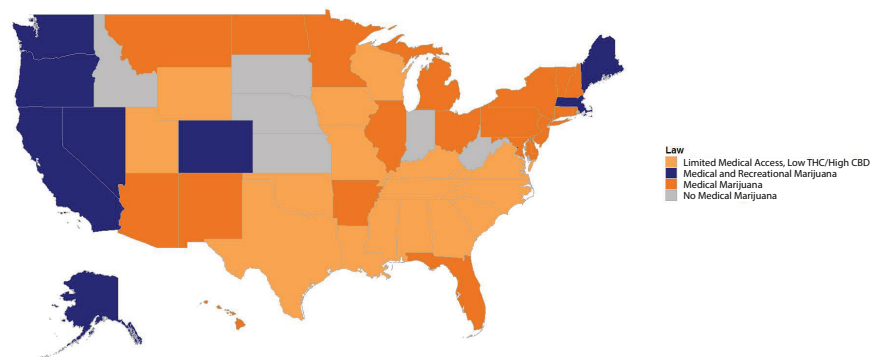 Law
Limited Medical Access, Low THC/High CBD
Medical and Recreational Marijuana
Medical Marijuana
No Medical Marijuana